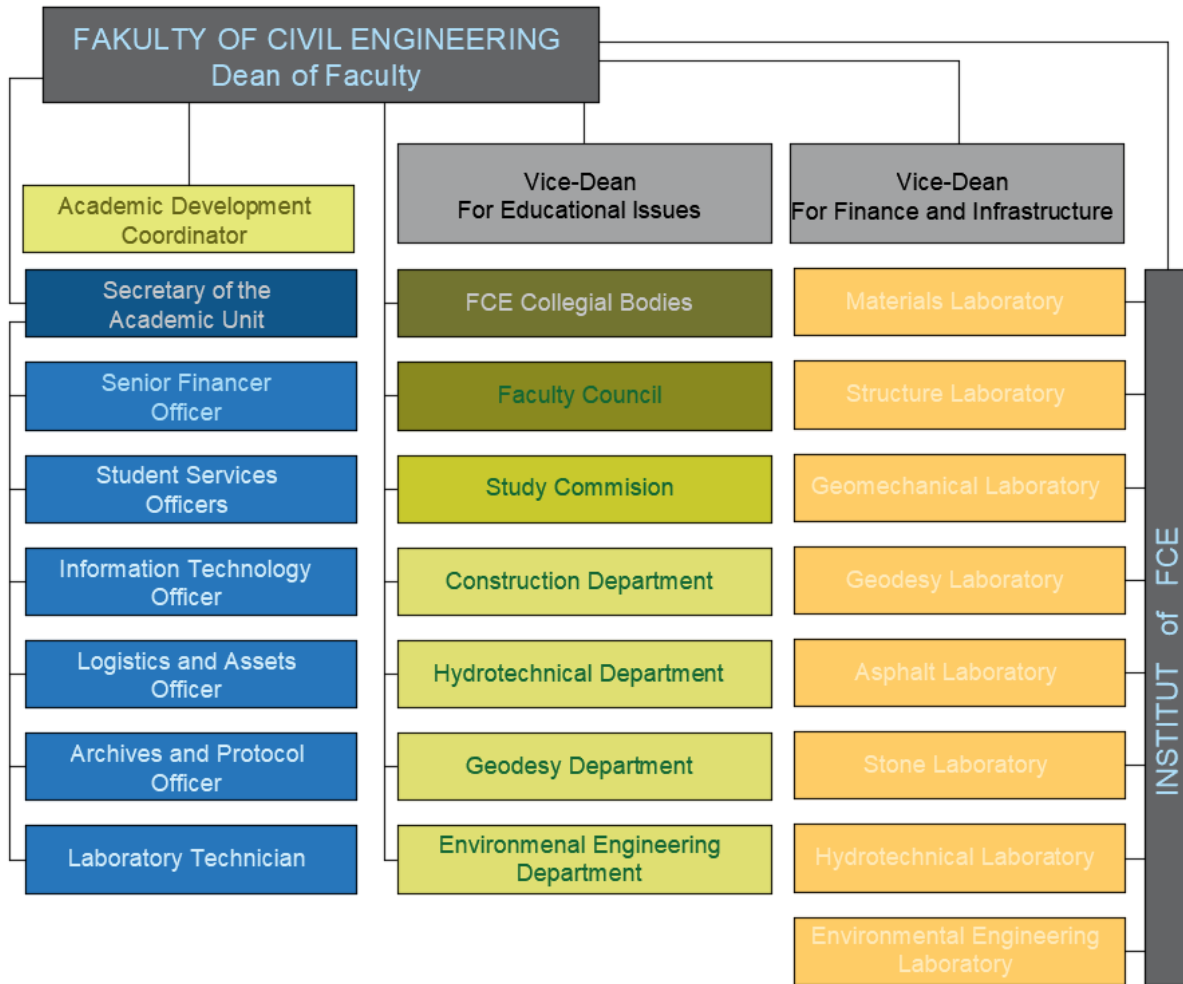 FAKULTY OF CIVIL ENGINEERING
Dean of Faculty
Academic Development
Coordinator
Vice-Dean
For Educational Issues
Vice-Dean
For Finance and Infrastructure
Secretary of the
Academic Unit
Senior Financer
Officer
Student Services
Officers
Information Technology
Officer
Logistics and Assets
Officer
Archives and Protocol
Officer
Laboratory Technician
FCE Collegial Bodies
Faculty Council
Study Commision
Construction Department
Hydrotechnical Department
Geodesy Department
Environmenal Engineering
Department
Materials Laboratory
Structure Laboratory
Geomechanical Laboratory
Geodesy Laboratory
Asphalt Laboratory
Stone Laboratory
Hydrotechnical Laboratory
Environmental Engineering
Laboratory
INSTITUT of FCE